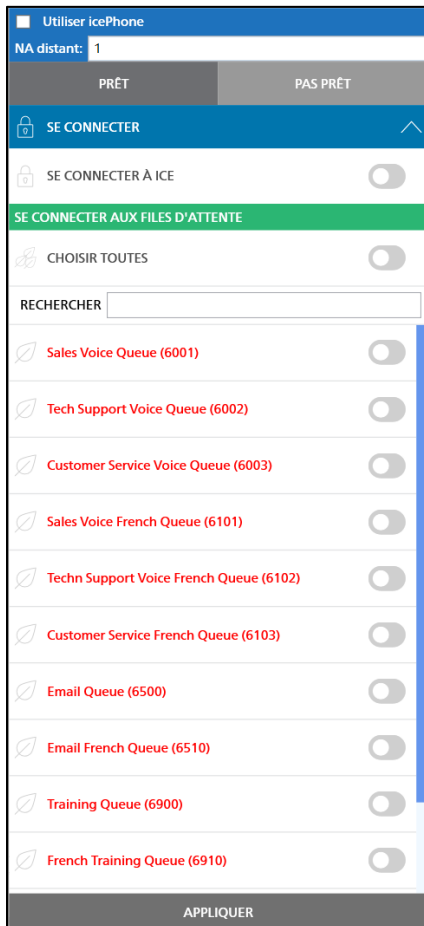 Utiliser icePhone
NA distant: 1
PRÊT PAS PRÊT
SE CONNECTER
SE CONNECTER À ICE
SE CONNECTER AUX FILES D'ATTENTE
CHOISIR TOUTES
RECHERCHER
Sales Voice Queue (6001)
Tech Support Voice Queue (6002)
Customer Service Voice Queue (6003)
Sales Voice French Queue (6101)
Techn Support Voice French Queue (6102)
Customer Service French Queue (6103)
Email Queue (6500)
Email French Queue (6510)
Training Queue (6900)
French Training Queue (6910)
APPLIQUER